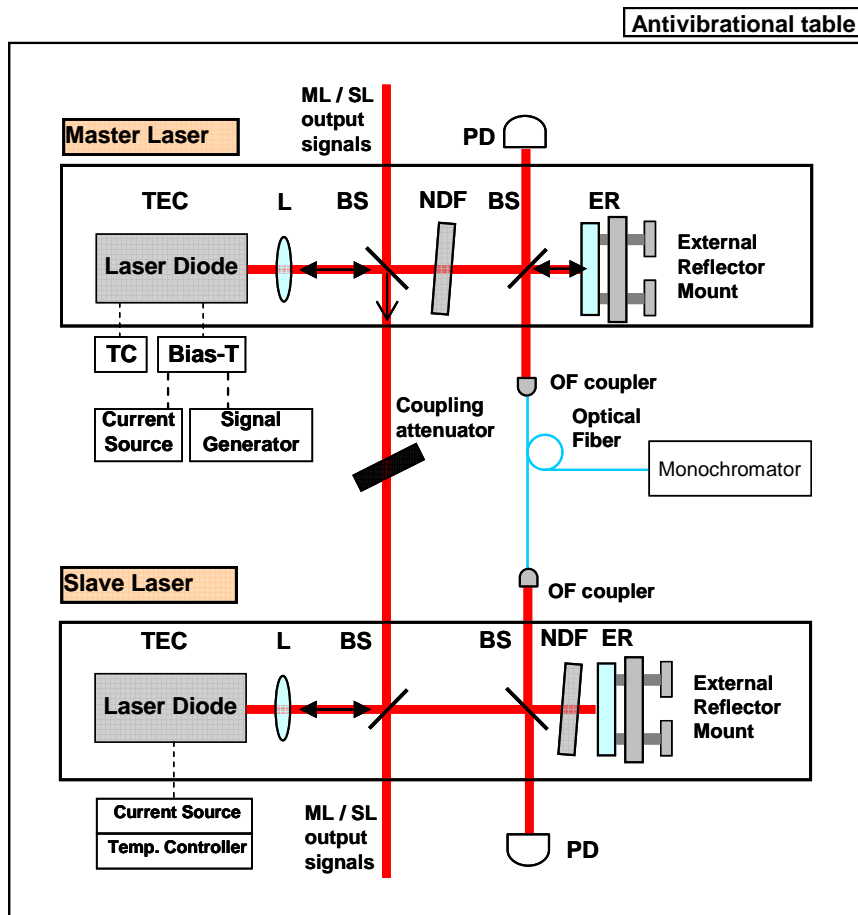 Antivibrational table
ML / SL
output
signals
PD
Master Laser
TEC
L
BS
NDF
BS
ER
Laser Diode
External
Reflector
Mount
TC
Bias-T
Current
Source
Signal
Generator
Coupling
attenuator
OF coupler
Optical
Fiber
Monochromator
Slave Laser
OF coupler
TEC
L
BS
BS
NDF
ER
Laser Diode
External
Reflector
Mount
Current Source
Temp. Controller
ML / SL
output
signals
PD